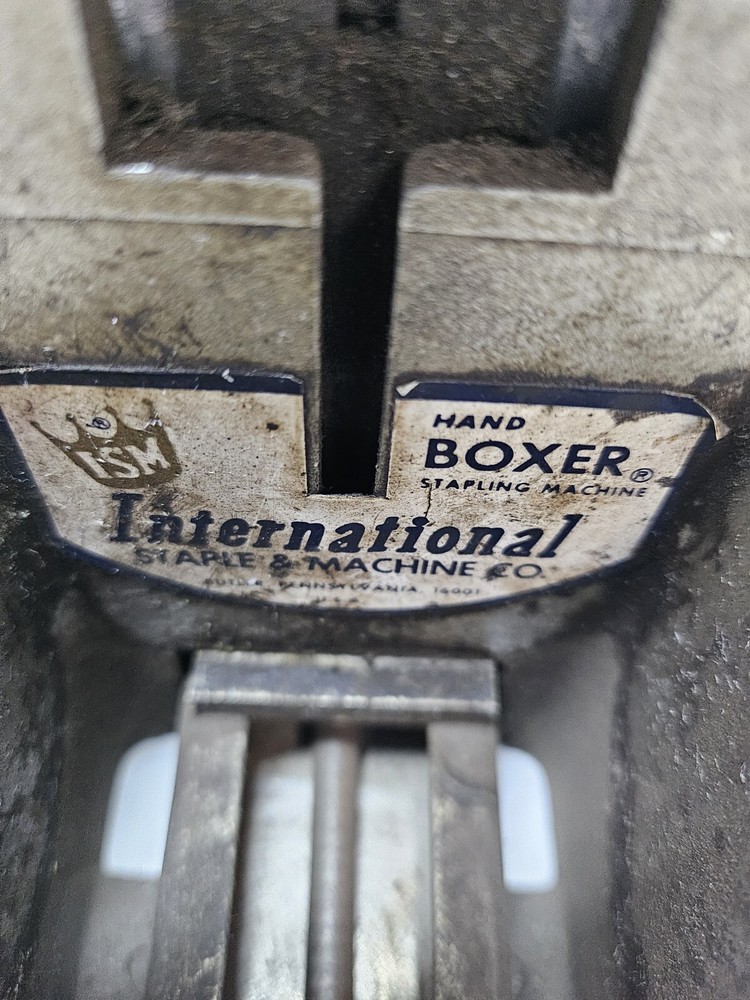 ISM
®
HAND
BOXER®
STAPLING MACHINE
International
STAPLE & MACHINE CO.
BUTLER, PENNSYLVANIA 16001
U.S.A.